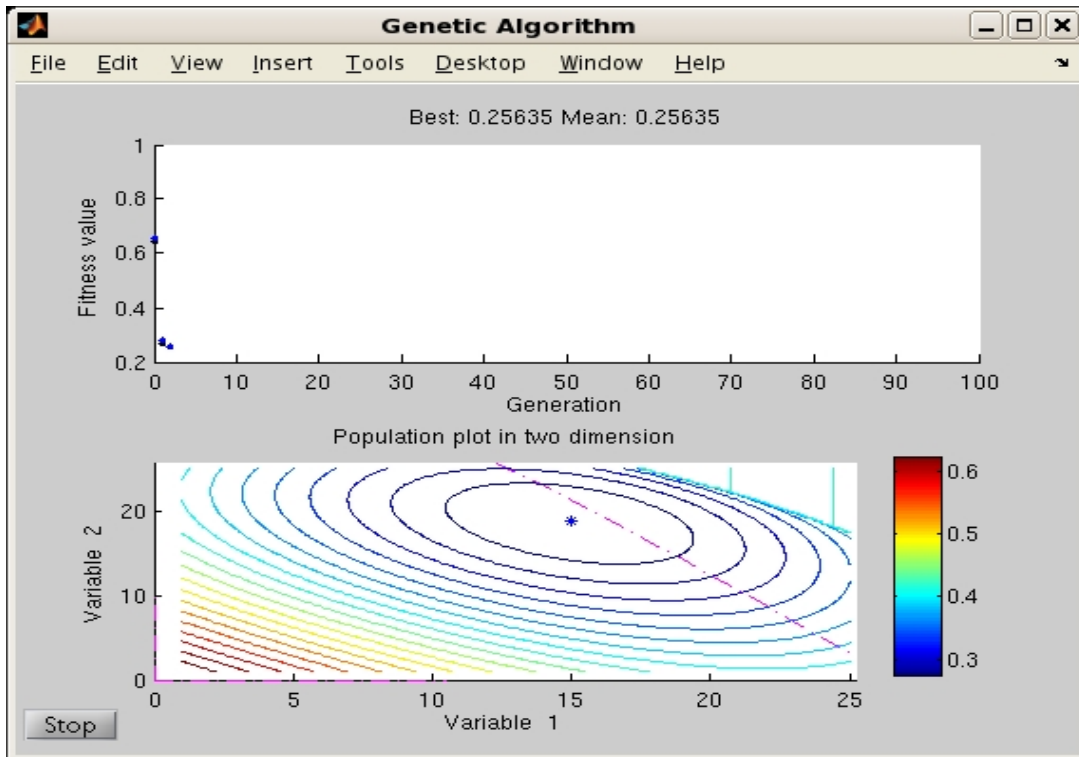 Genetic Algorithm
File Edit View Insert Tools Desktop Window Help
Best: 0.25635 Mean: 0.25635
1
0.8
0.6
0.4
0.2
Fitness value
0 10 20 30 40 50 60 70 80 90 100
Generation
Population plot in two dimension
20
10
0
Variable 2
0 5 10 15 20 25
Variable 1
0.6
0.5
0.4
0.3
Stop